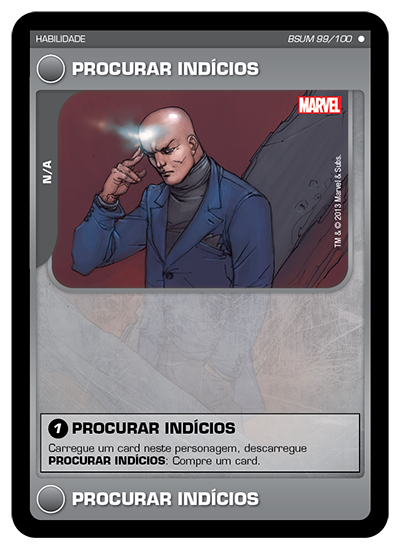 HABILIDADE
BSUM 99/100
PROCURAR INDÍCIOS
MARVEL
N/A
TM & © 2013 Marvel & Subs.
1 PROCURAR INDÍCIOS
Carregue um card neste personagem, descarregue
PROCURAR INDÍCIOS: Compre um card.
PROCURAR INDÍCIOS